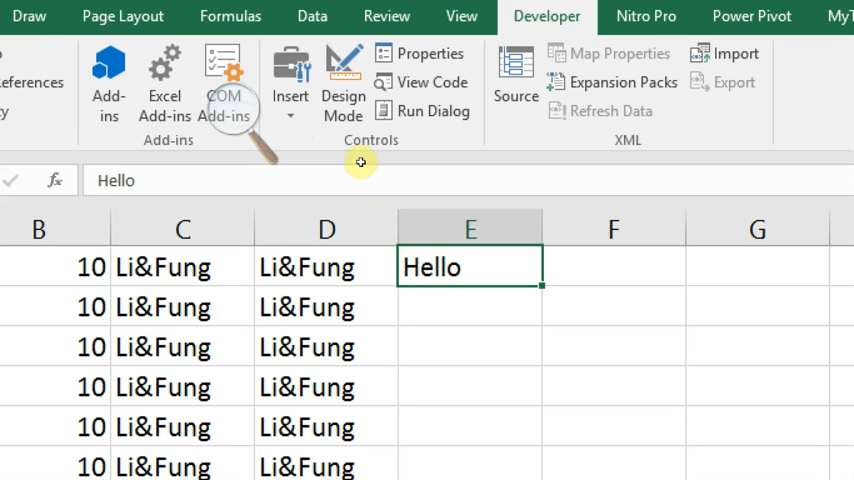 Draw Page Layout Formulas Data Review View Developer Nitro Pro Power Pivot MyT
eferences
Add-ins
Excel Add-ins
COM Add-ins
Add-ins
Insert
Design Mode
Properties
View Code
Run Dialog
Controls
Source
Map Properties
Expansion Packs
Refresh Data
Import
Export
XML
fx Hello
B C D E F G
10 Li&Fung Li&Fung Hello
10 Li&Fung Li&Fung
10 Li&Fung Li&Fung
10 Li&Fung Li&Fung
10 Li&Fung Li&Fung
10 Li&Fung Li&Fung